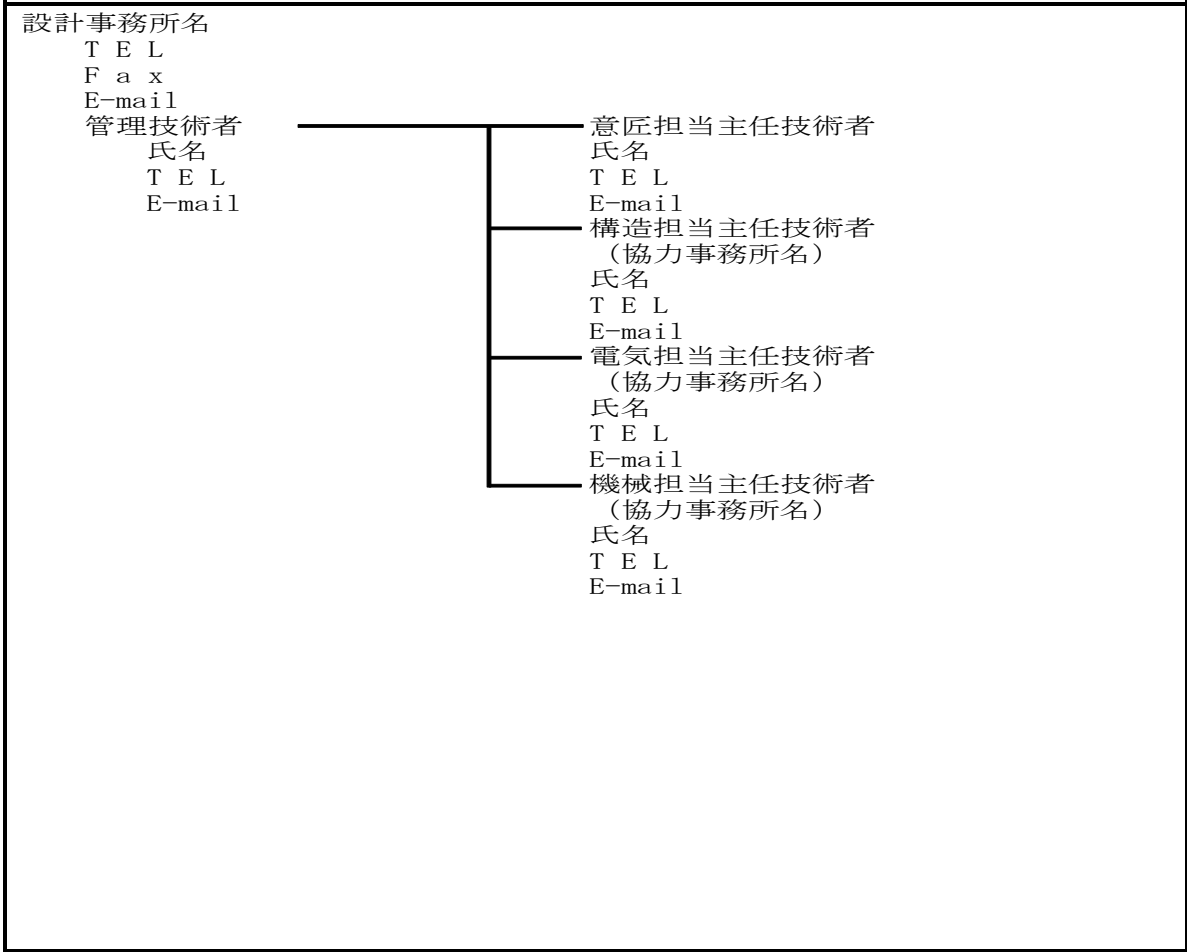 設計事務所名
ＴＥＬ
Ｆａｘ
E-mail
管理技術者
氏名
ＴＥＬ
E-mail
意匠担当主任技術者
氏名
ＴＥＬ
E-mail
構造担当主任技術者
（協力事務所名）
氏名
ＴＥＬ
E-mail
電気担当主任技術者
（協力事務所名）
氏名
ＴＥＬ
E-mail
機械担当主任技術者
（協力事務所名）
氏名
ＴＥＬ
E-mail